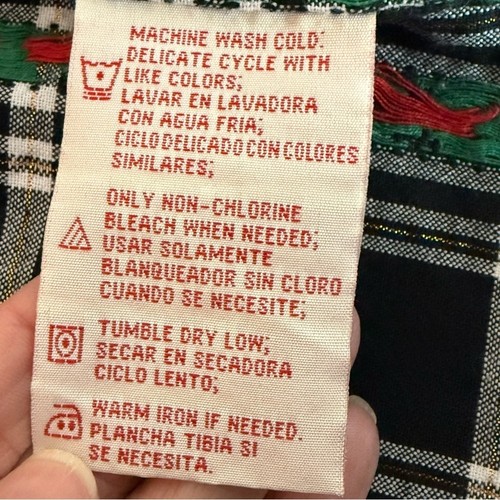 MACHINE WASH COLD:
DELICATE CYCLE WITH
LIKE COLORS;
LAVAR EN LAVADORA
CON AGUA FRIA;
CICLO DELICADO CON COLORES
SIMILARES;
ONLY NON-CHLORINE
BLEACH WHEN NEEDED;
USAR SOLAMENTE
BLANQUEADOR SIN CLORO
CUANDO SE NECESITE;
TUMBLE DRY LOW;
SECAR EN SECADORA
CICLO LENTO;
WARM IRON IF NEEDED.
PLANCHA TIBIA SI
SE NECESITA.